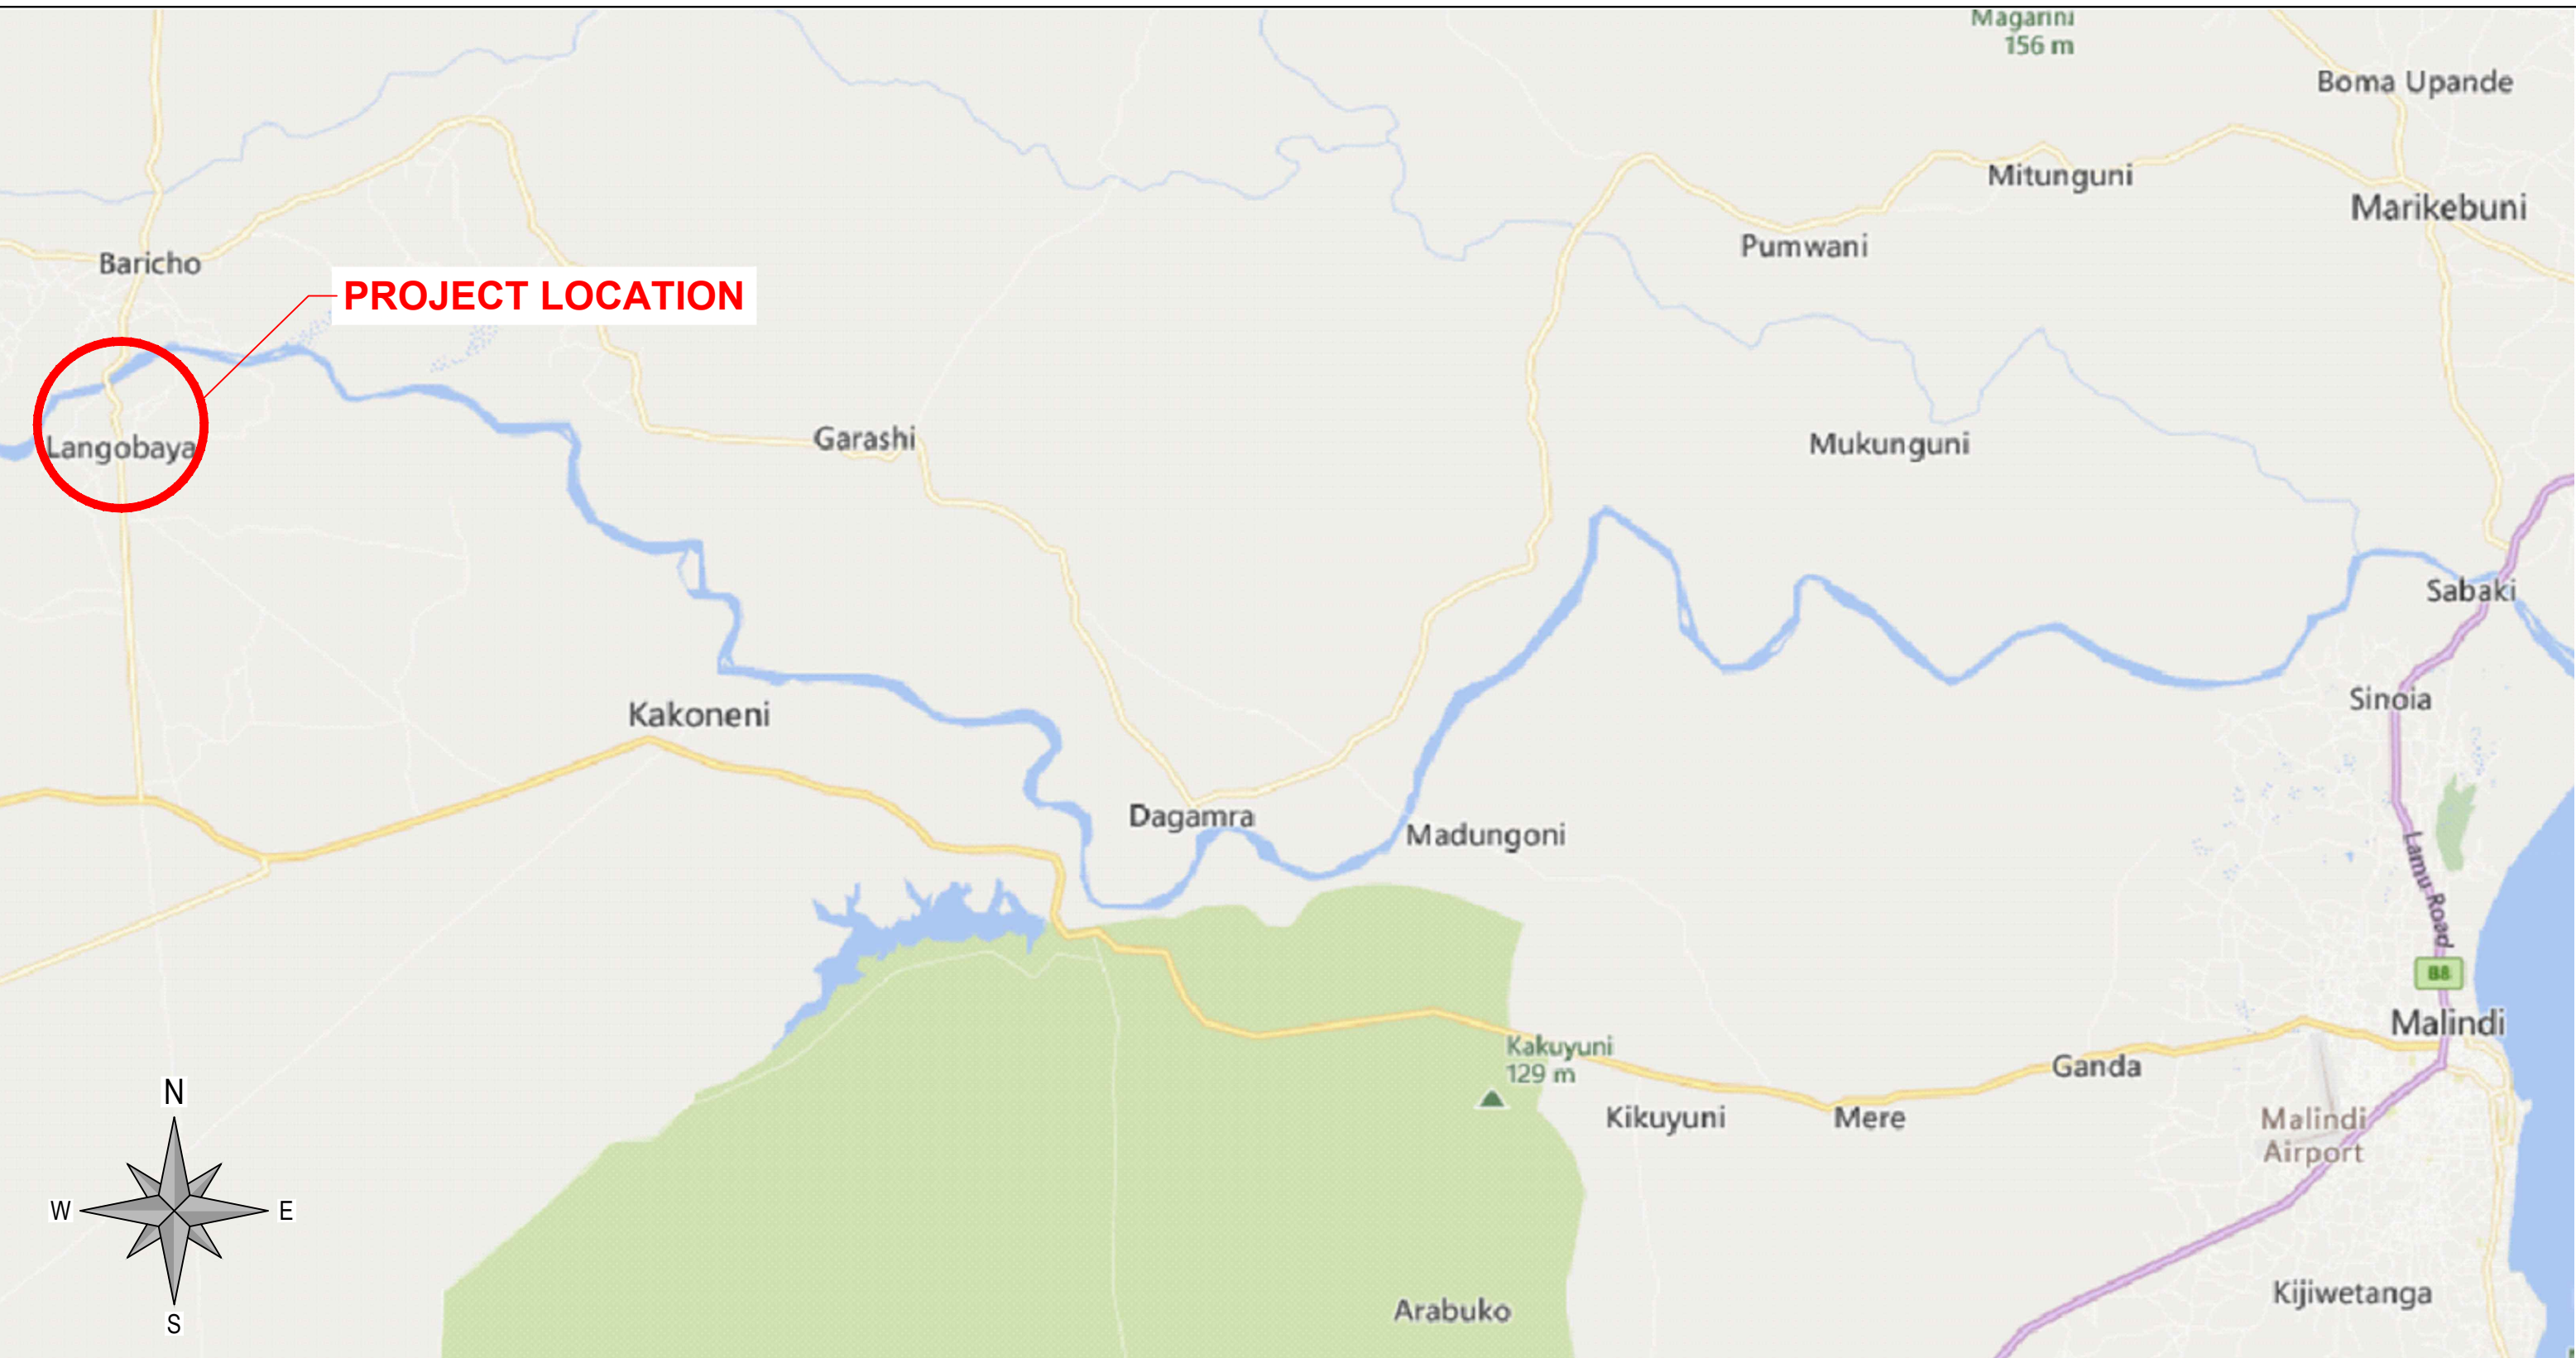 Magarini
156 m
Boma Upande
Mitunguni
Marikebuni
Pumwani
Baricho
PROJECT LOCATION
Garashi
Mukunguni
Langobaya
Sabaki
Sinoia
Kakoneni
Dagamra
Madungoni
Lamu Road
B8
Malindi
Kakuyuni
129 m
Ganda
Kikuyuni
Mere
Malindi
Airport
N
W
E
S
Kijiwetanga
Arabuko